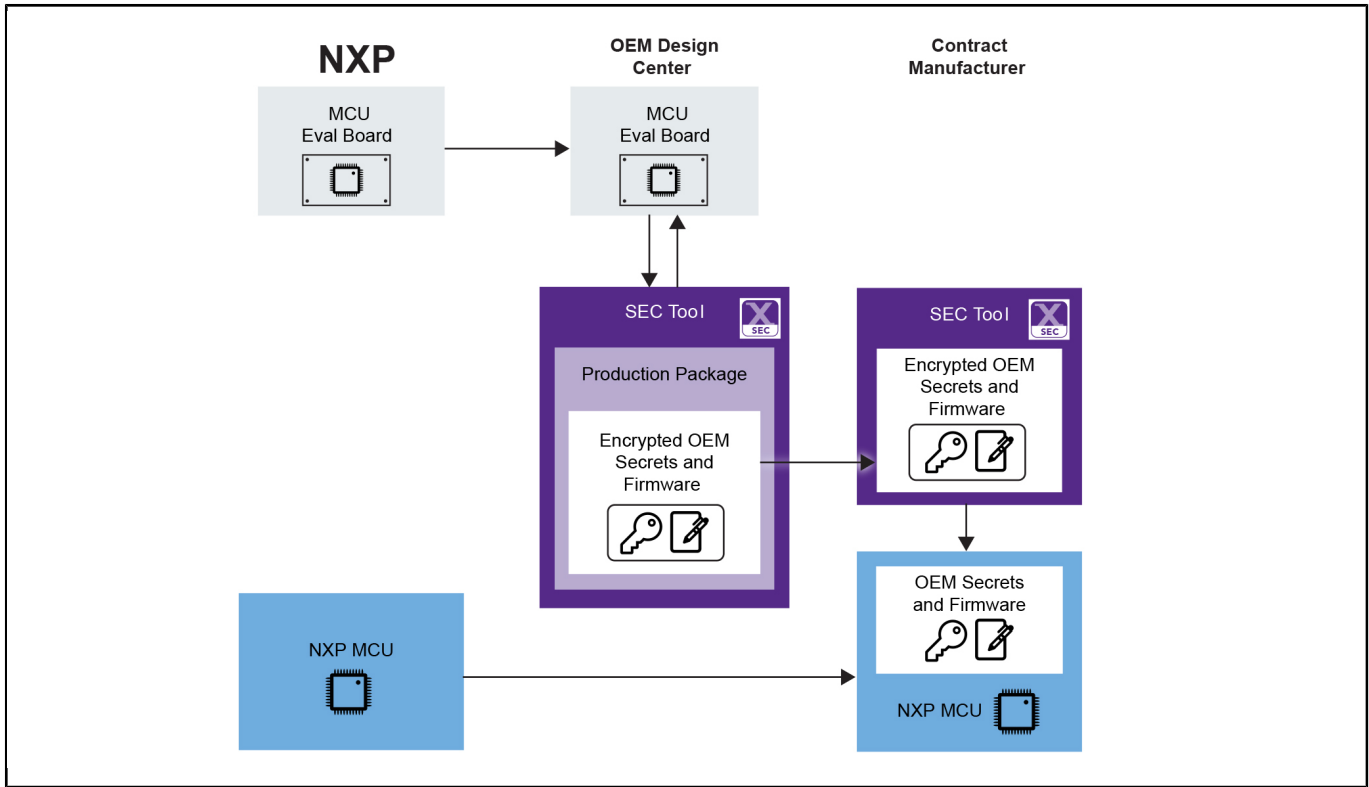 NXP
OEM Design
Center
Contract
Manufacturer
MCU
Eval Board
MCU
Eval Board
SEC Tool
X
SEC
Production Package
Encrypted OEM
Secrets and
Firmware
SEC Tool
X
SEC
Encrypted OEM
Secrets and
Firmware
NXP MCU
OEM Secrets
and Firmware
NXP MCU